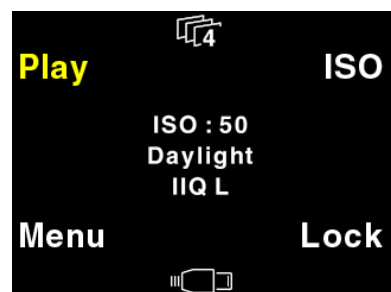 4
Play ISO
ISO : 50
Daylight
IIQ L
Menu Lock